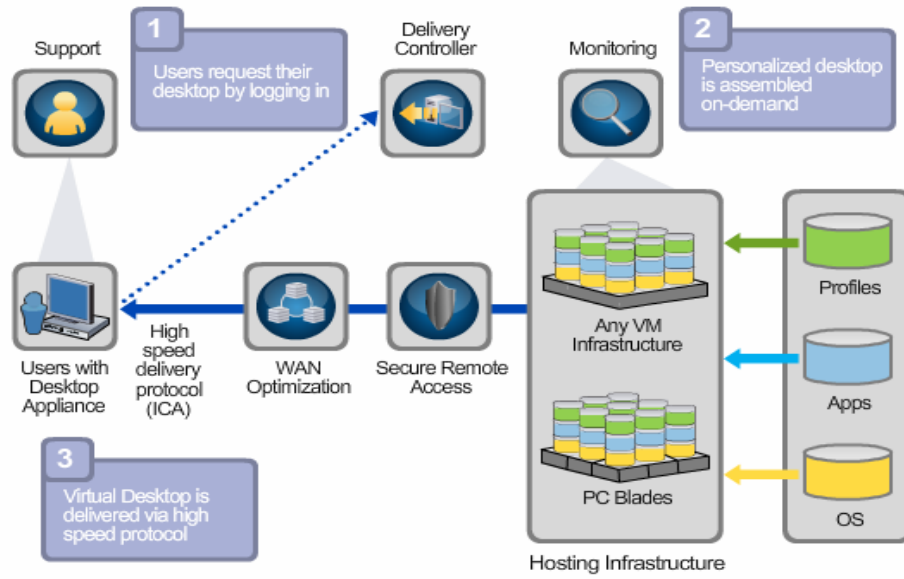 Support
1
Users request their
desktop by logging in
Delivery
Controller
Monitoring
2
Personalized desktop
is assembled
on-demand
Users with
Desktop
Appliance
High
speed
delivery
protocol
(ICA)
WAN
Optimization
Secure Remote
Access
Any VM
Infrastructure
PC Blades
Hosting Infrastructure
Profiles
Apps
OS
3
Virtual Desktop is
delivered via high
speed protocol